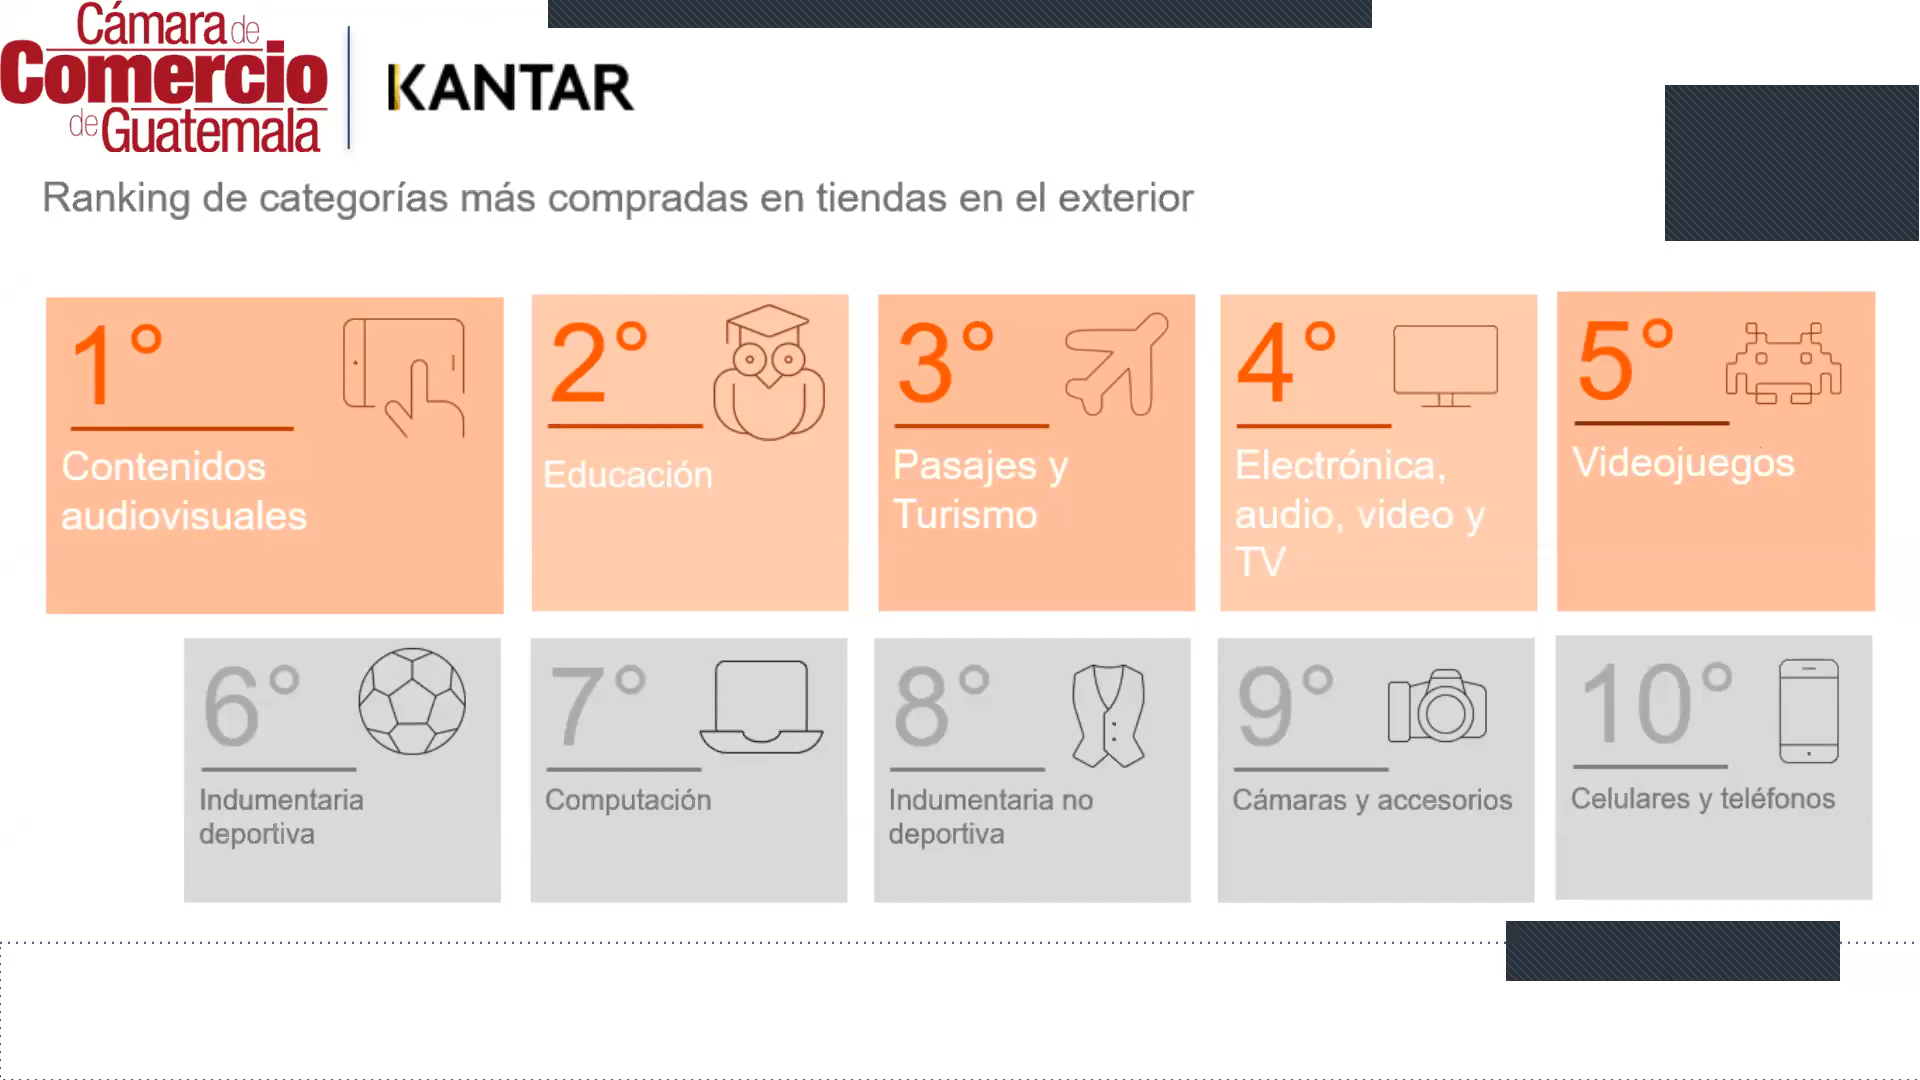 Cámara de
Comercio
de Guatemala
KANTAR
Ranking de categorías más compradas en tiendas en el exterior
1°
Contenidos
audiovisuales
2°
Educación
3°
Pasajes y
Turismo
4°
Electrónica,
audio, video y
TV
5°
Videojuegos
6°
Indumentaria
deportiva
7°
Computación
8°
Indumentaria no
deportiva
9°
Cámaras y accesorios
10°
Celulares y teléfonos